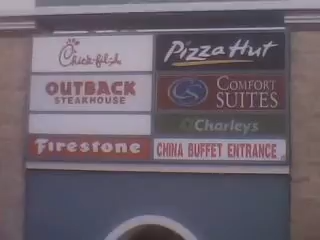 Chick-fil-A
Pizza Hut
OUTBACK
STEAKHOUSE
CS COMFORT
SUITES
Charleys
Firestone
CHINA BUFFET ENTRANCE